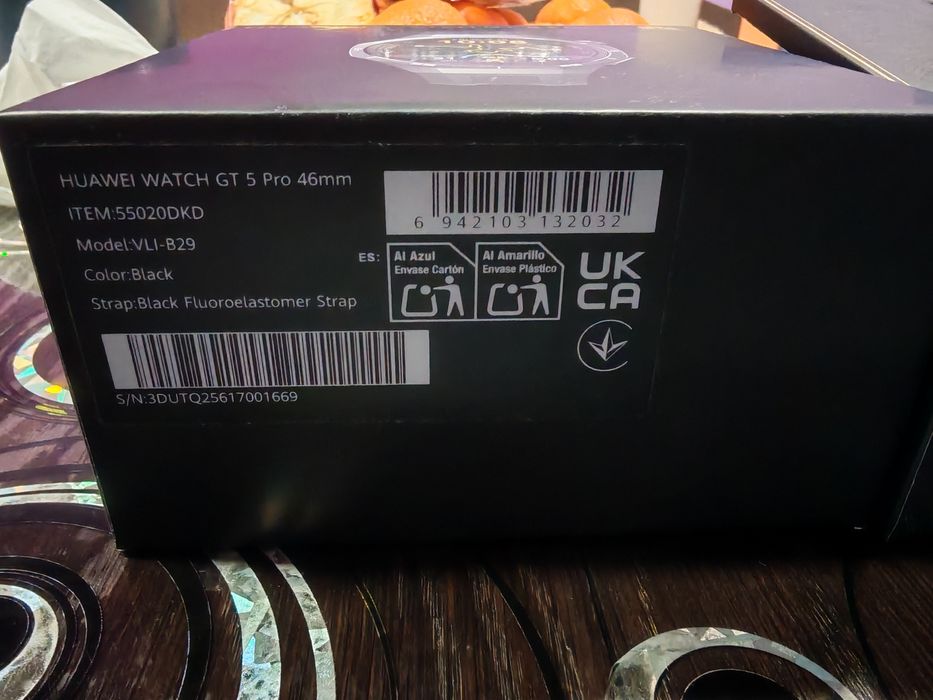 HUAWEI WATCH GT 5 Pro 46mm
ITEM:55020DKD
Model:VLI-B29
Color:Black
Strap:Black Fluoroelastomer Strap
S/N:3DUTQ25617001669
6 942103 132032
ES:
Al Azul
Envase Cartón
Al Amarillo
Envase Plástico
UK
CA